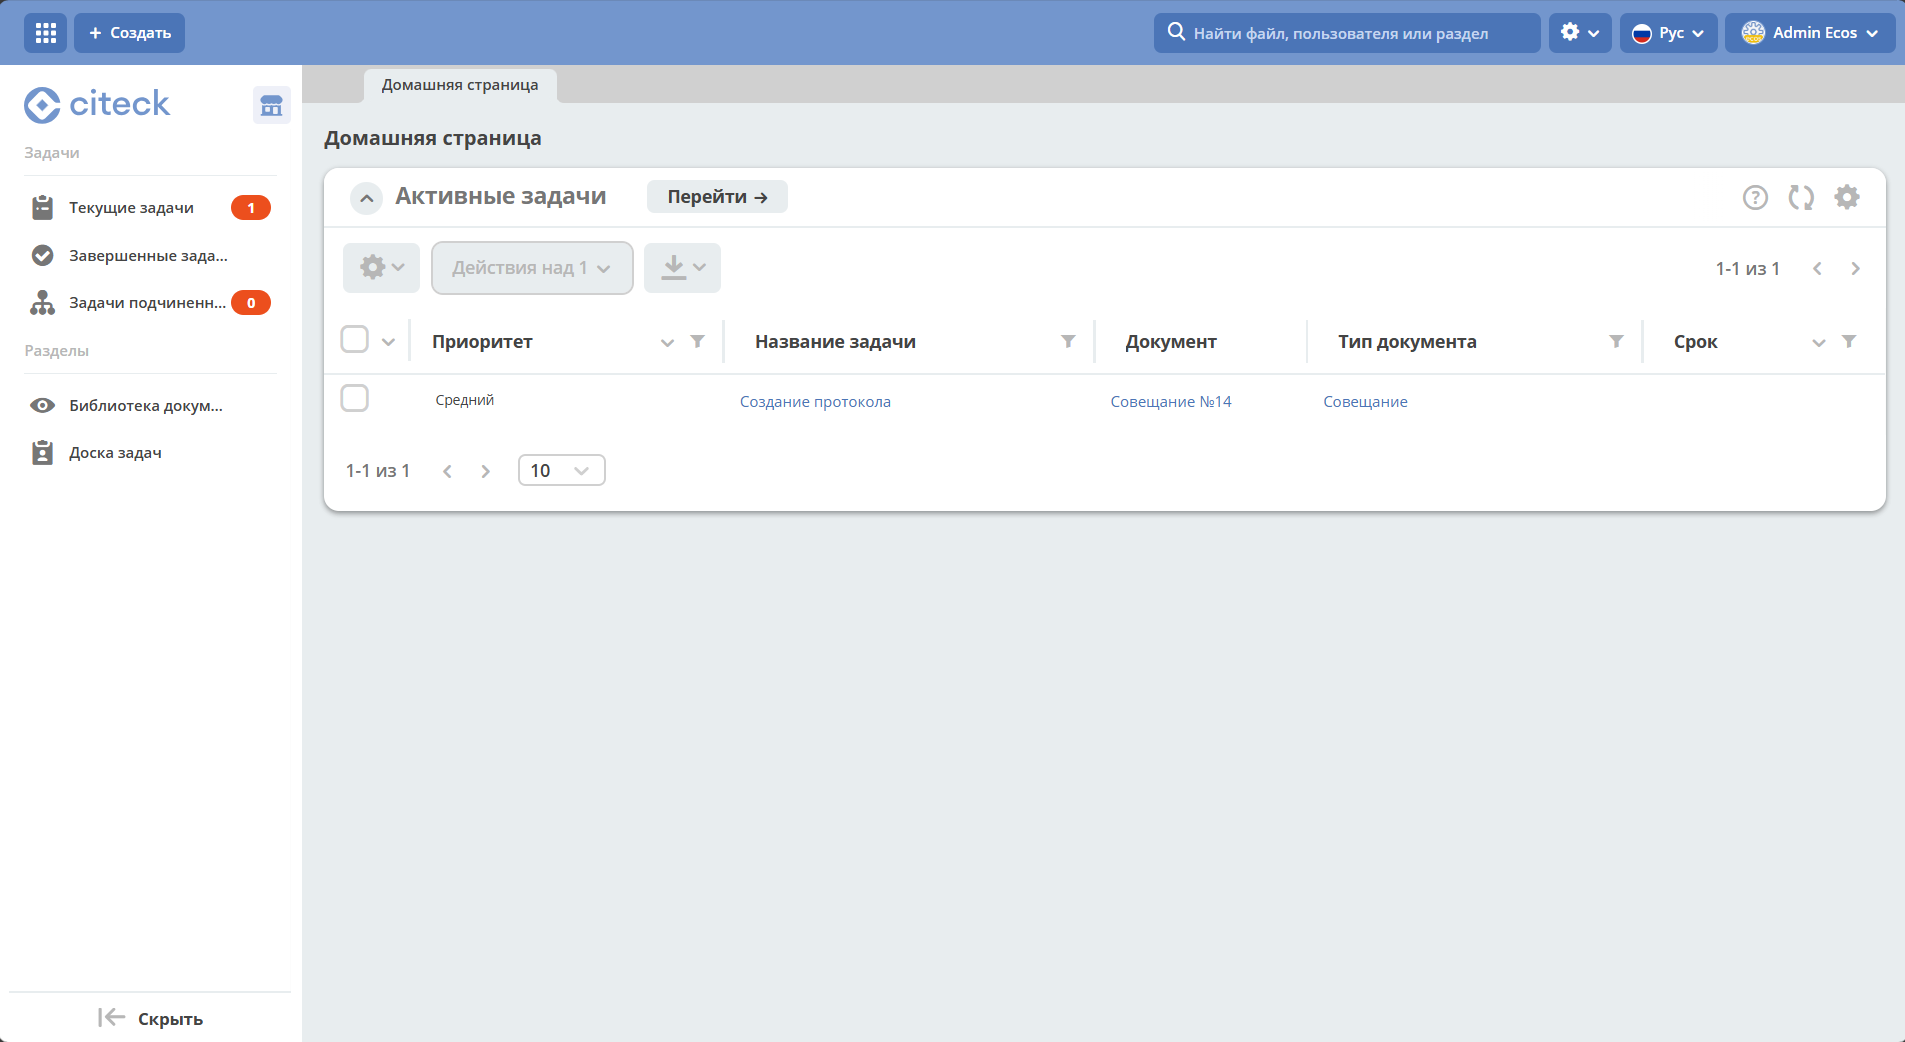 + Создать
Найти файл, пользователя или раздел
Рус
Admin Ecos
citeck
Домашняя страница
Задачи
Текущие задачи 1
Завершенные зада...
Задачи подчиненн... 0
Разделы
Библиотека докум...
Доска задач
Скрыть
Домашняя страница
Активные задачи
Перейти →
Действия над 1
1-1 из 1
Приоритет Название задачи Документ Тип документа Срок
Средний Создание протокола Совещание №14 Совещание
1-1 из 1
10